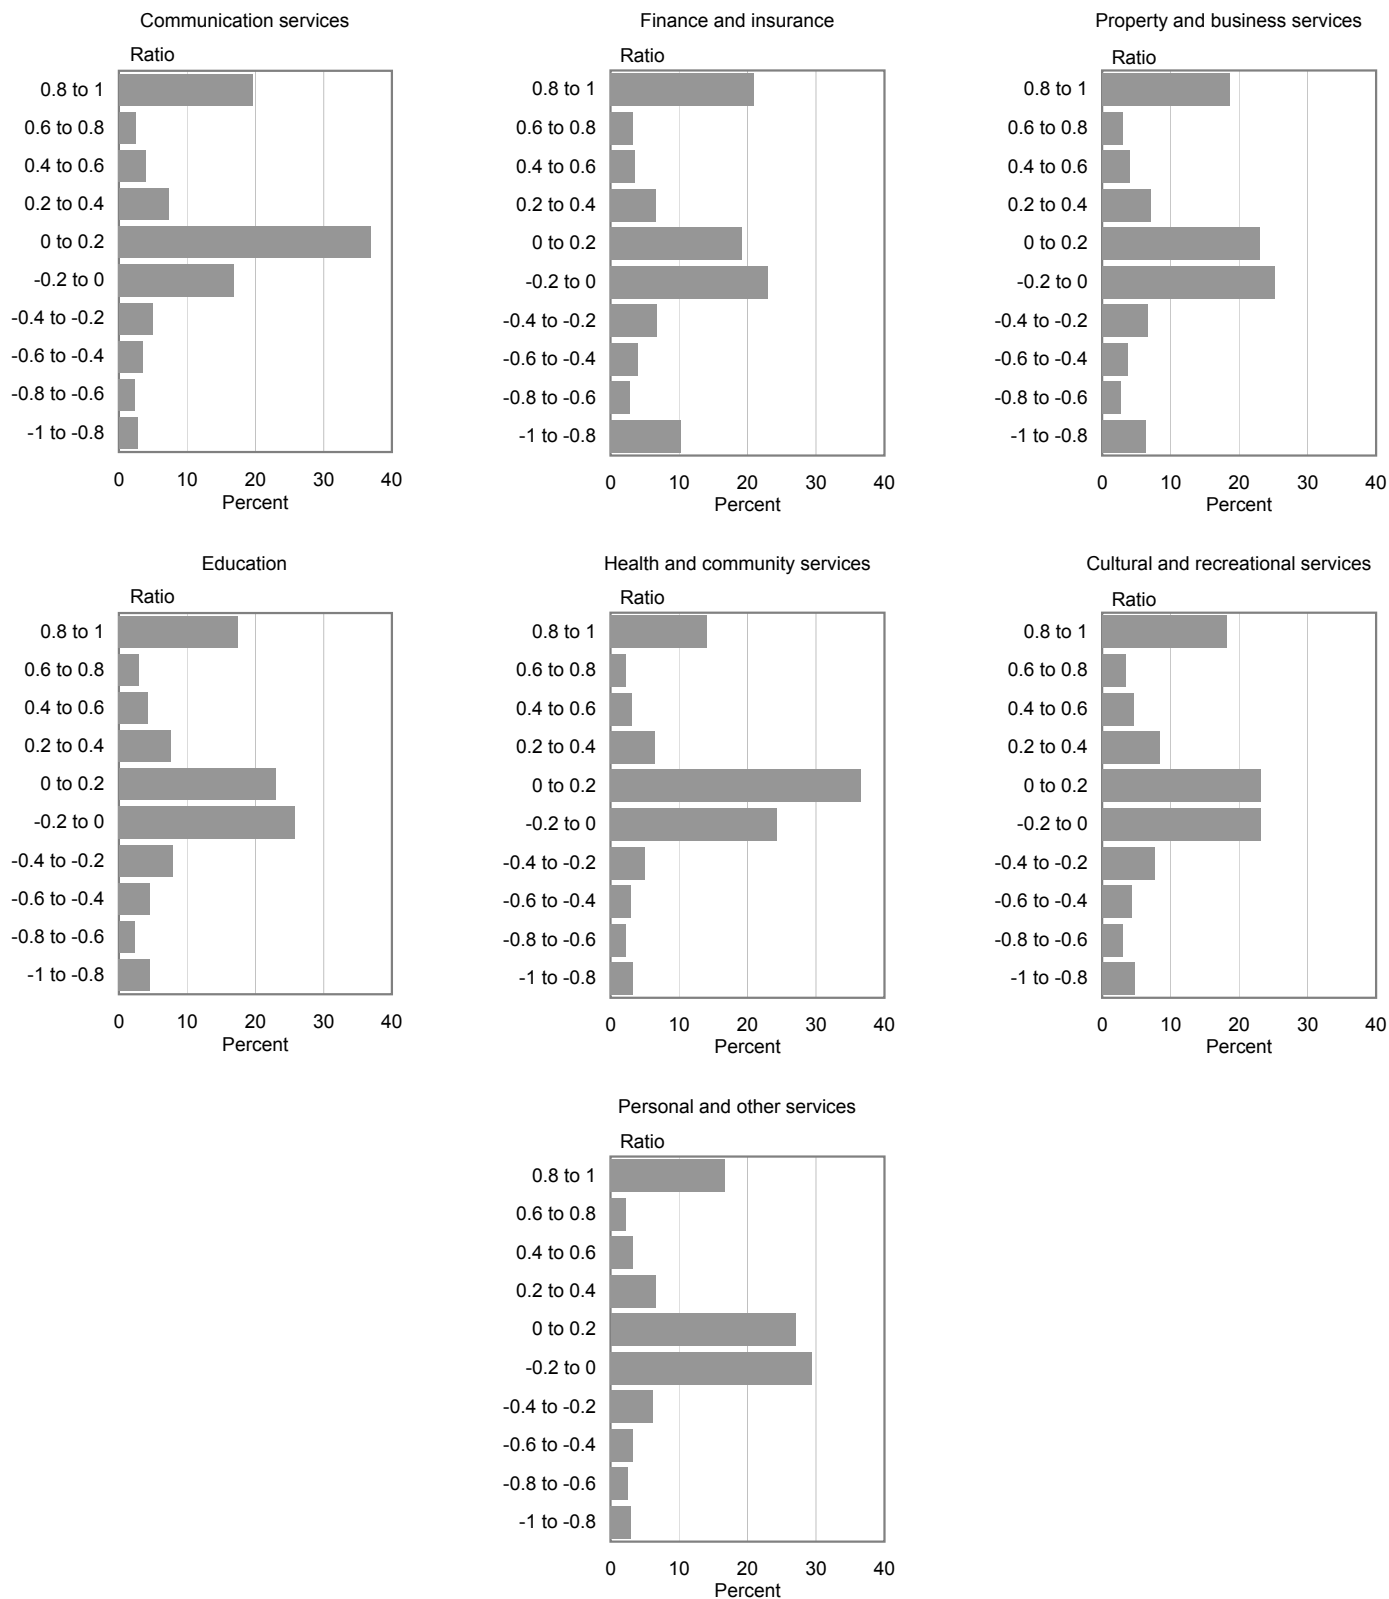 Communication services
Ratio
0.8 to 1
0.6 to 0.8
0.4 to 0.6
0.2 to 0.4
0 to 0.2
-0.2 to 0
-0.4 to -0.2
-0.6 to -0.4
-0.8 to -0.6
-1 to -0.8
0 10 20 30 40
Percent
Finance and insurance
Ratio
0.8 to 1
0.6 to 0.8
0.4 to 0.6
0.2 to 0.4
0 to 0.2
-0.2 to 0
-0.4 to -0.2
-0.6 to -0.4
-0.8 to -0.6
-1 to -0.8
0 10 20 30 40
Percent
Property and business services
Ratio
0.8 to 1
0.6 to 0.8
0.4 to 0.6
0.2 to 0.4
0 to 0.2
-0.2 to 0
-0.4 to -0.2
-0.6 to -0.4
-0.8 to -0.6
-1 to -0.8
0 10 20 30 40
Percent
Education
Ratio
0.8 to 1
0.6 to 0.8
0.4 to 0.6
0.2 to 0.4
0 to 0.2
-0.2 to 0
-0.4 to -0.2
-0.6 to -0.4
-0.8 to -0.6
-1 to -0.8
0 10 20 30 40
Percent
Health and community services
Ratio
0.8 to 1
0.6 to 0.8
0.4 to 0.6
0.2 to 0.4
0 to 0.2
-0.2 to 0
-0.4 to -0.2
-0.6 to -0.4
-0.8 to -0.6
-1 to -0.8
0 10 20 30 40
Percent
Cultural and recreational services
Ratio
0.8 to 1
0.6 to 0.8
0.4 to 0.6
0.2 to 0.4
0 to 0.2
-0.2 to 0
-0.4 to -0.2
-0.6 to -0.4
-0.8 to -0.6
-1 to -0.8
0 10 20 30 40
Percent
Personal and other services
Ratio
0.8 to 1
0.6 to 0.8
0.4 to 0.6
0.2 to 0.4
0 to 0.2
-0.2 to 0
-0.4 to -0.2
-0.6 to -0.4
-0.8 to -0.6
-1 to -0.8
0 10 20 30 40
Percent